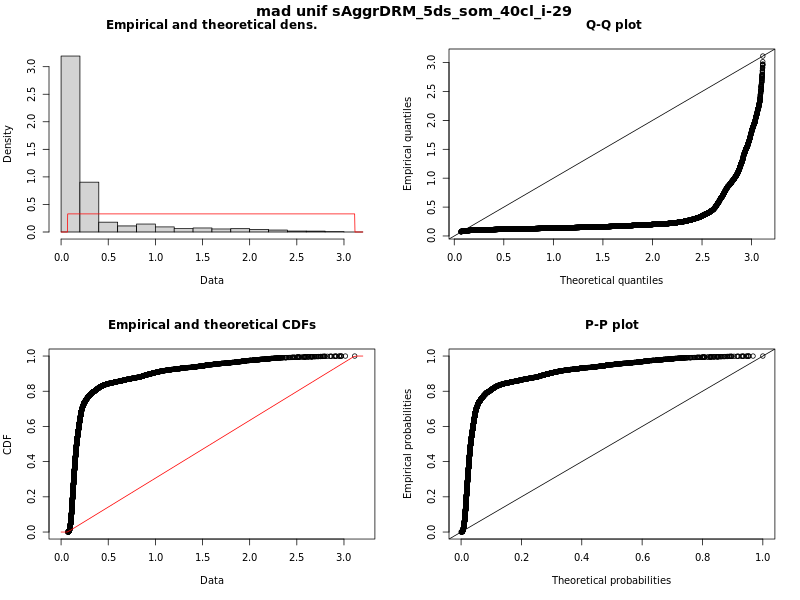 mad unif sAggrDRM_5ds_som_40cl_i-29
Empirical and theoretical dens.
Density
0.0 0.5 1.0 1.5 2.0 2.5 3.0
0.0 0.5 1.0 1.5 2.0 2.5 3.0
Data
Q-Q plot
Empirical quantiles
0.0 0.5 1.0 1.5 2.0 2.5 3.0
0.0 0.5 1.0 1.5 2.0 2.5 3.0
Theoretical quantiles
Empirical and theoretical CDFs
CDF
0.0 0.2 0.4 0.6 0.8 1.0
0.0 0.5 1.0 1.5 2.0 2.5 3.0
Data
P-P plot
Empirical probabilities
0.0 0.2 0.4 0.6 0.8 1.0
0.0 0.2 0.4 0.6 0.8 1.0
Theoretical probabilities